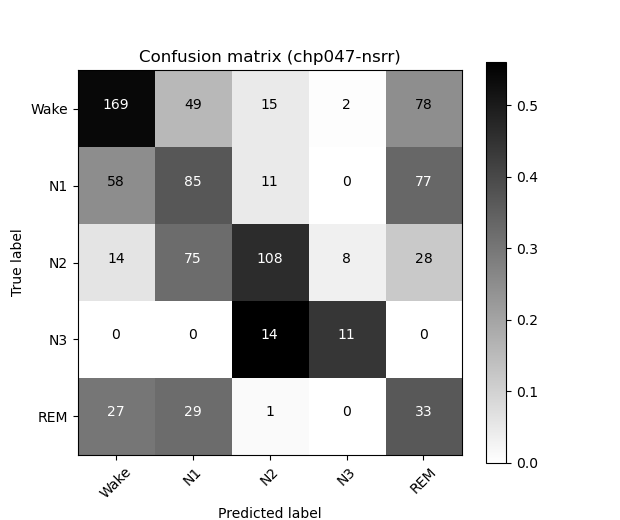 Confusion matrix (chp047-nsrr)
Wake 169 49 15 2 78
N1 58 85 11 0 77
N2 14 75 108 8 28
N3 0 0 14 11 0
REM 27 29 1 0 33
Wake N1 N2 N3 REM
Predicted label
True label
0.5
0.4
0.3
0.2
0.1
0.0